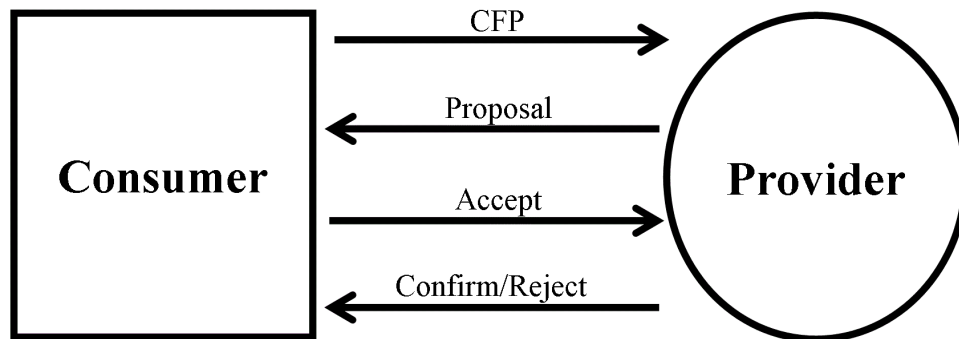 CFP
Proposal
Consumer
Provider
Accept
Confirm/Reject